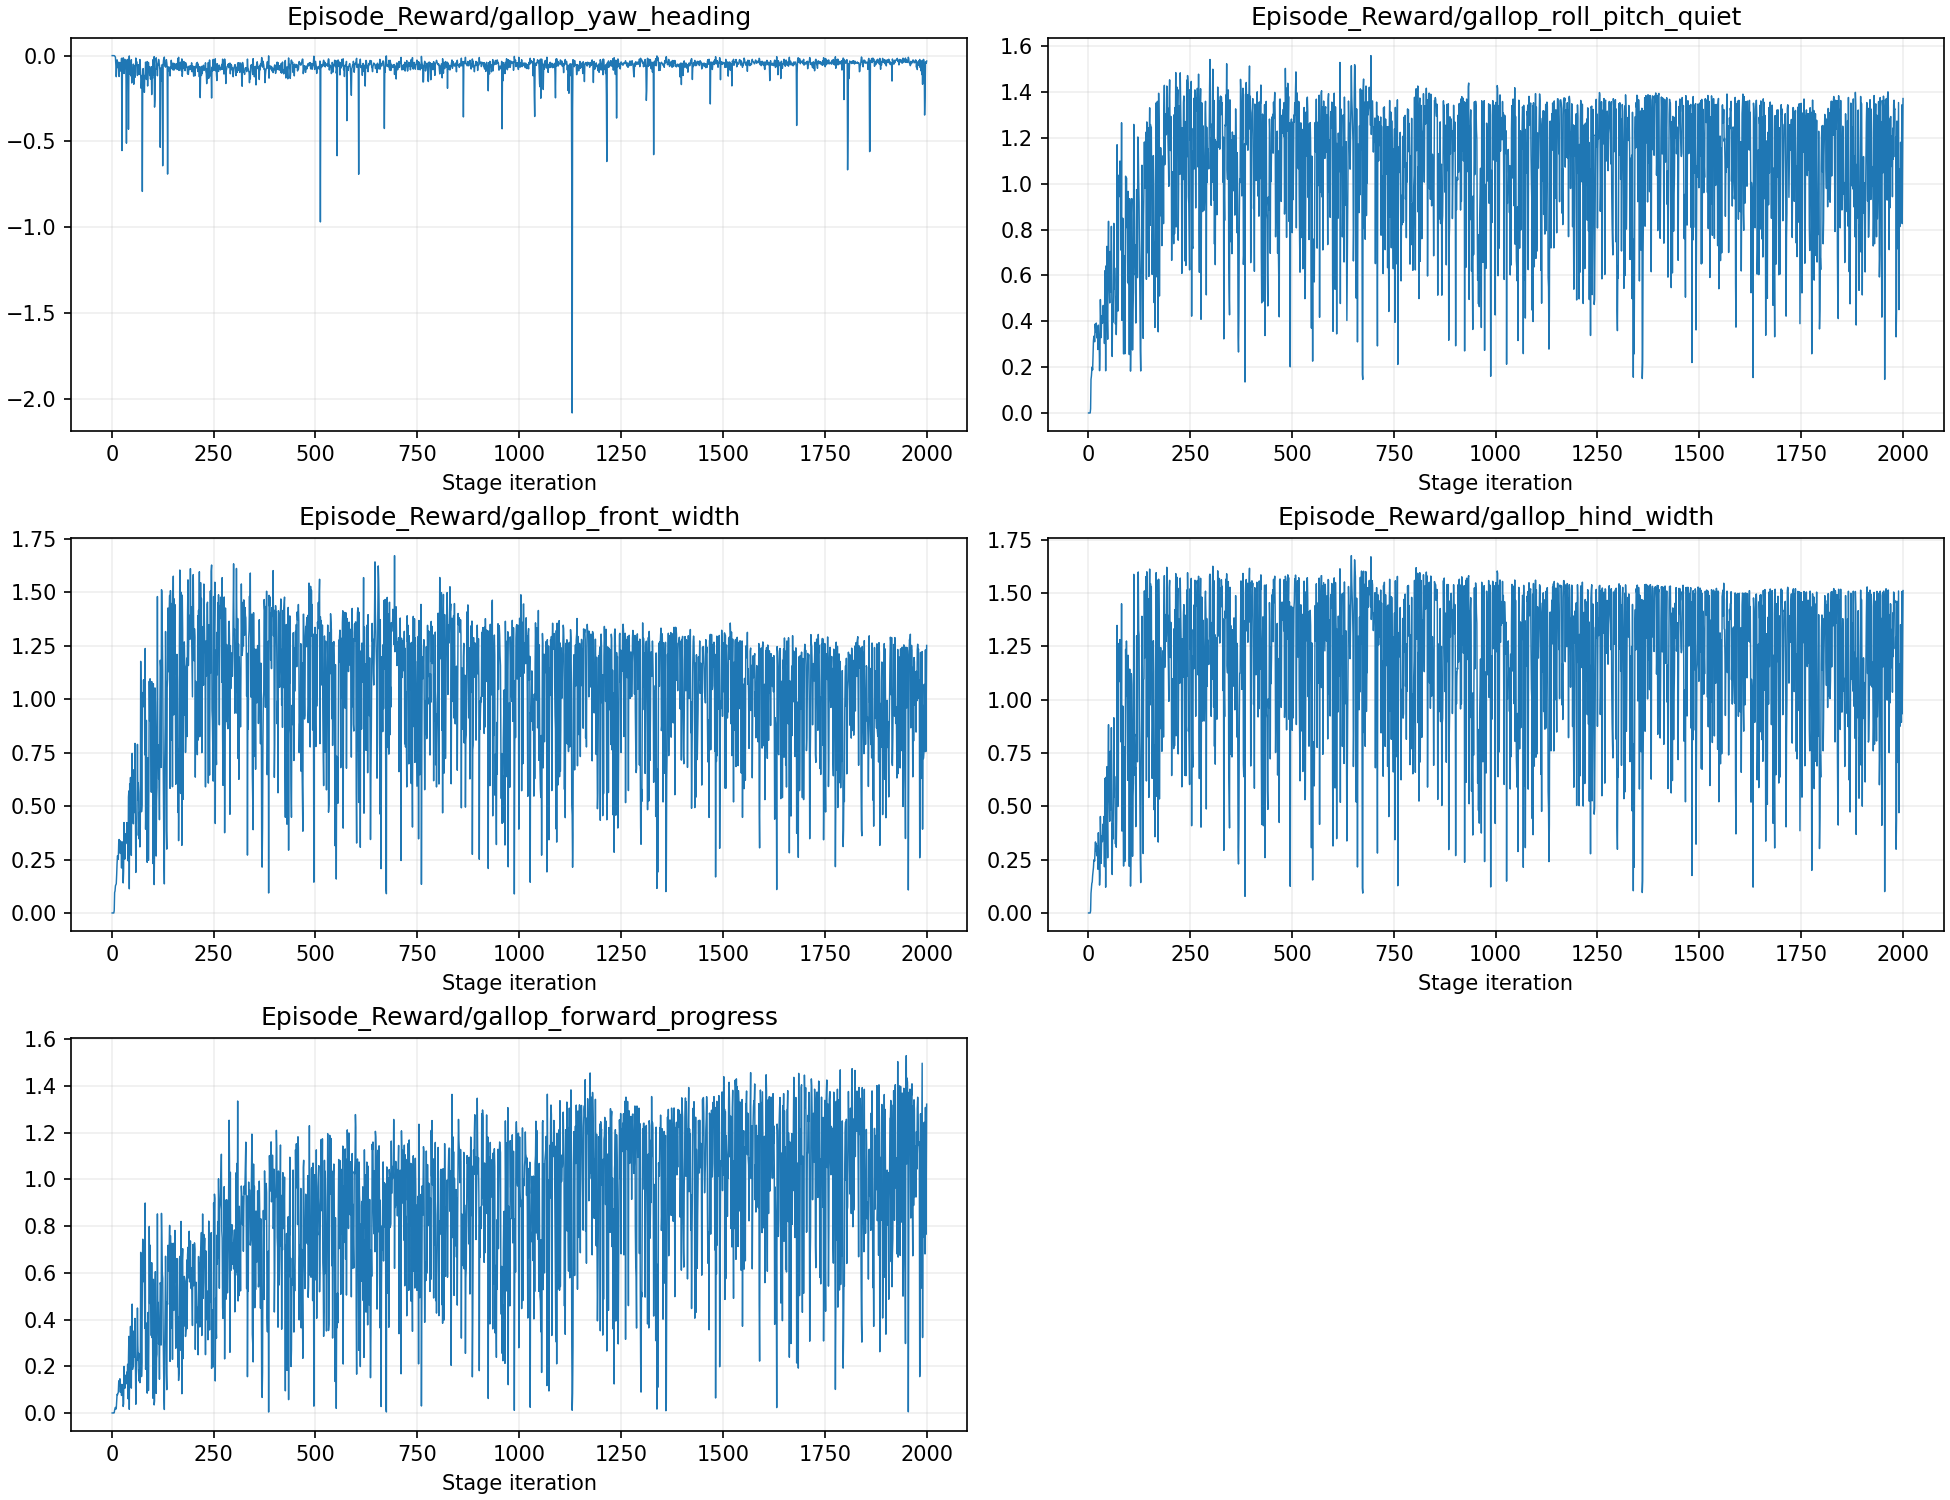 Episode_Reward/gallop_yaw_heading
0.0
−0.5
−1.0
−1.5
−2.0
0 250 500 750 1000 1250 1500 1750 2000
Stage iteration
Episode_Reward/gallop_roll_pitch_quiet
1.6
1.4
1.2
1.0
0.8
0.6
0.4
0.2
0.0
0 250 500 750 1000 1250 1500 1750 2000
Stage iteration
Episode_Reward/gallop_front_width
1.75
1.50
1.25
1.00
0.75
0.50
0.25
0.00
0 250 500 750 1000 1250 1500 1750 2000
Stage iteration
Episode_Reward/gallop_hind_width
1.75
1.50
1.25
1.00
0.75
0.50
0.25
0.00
0 250 500 750 1000 1250 1500 1750 2000
Stage iteration
Episode_Reward/gallop_forward_progress
1.6
1.4
1.2
1.0
0.8
0.6
0.4
0.2
0.0
0 250 500 750 1000 1250 1500 1750 2000
Stage iteration